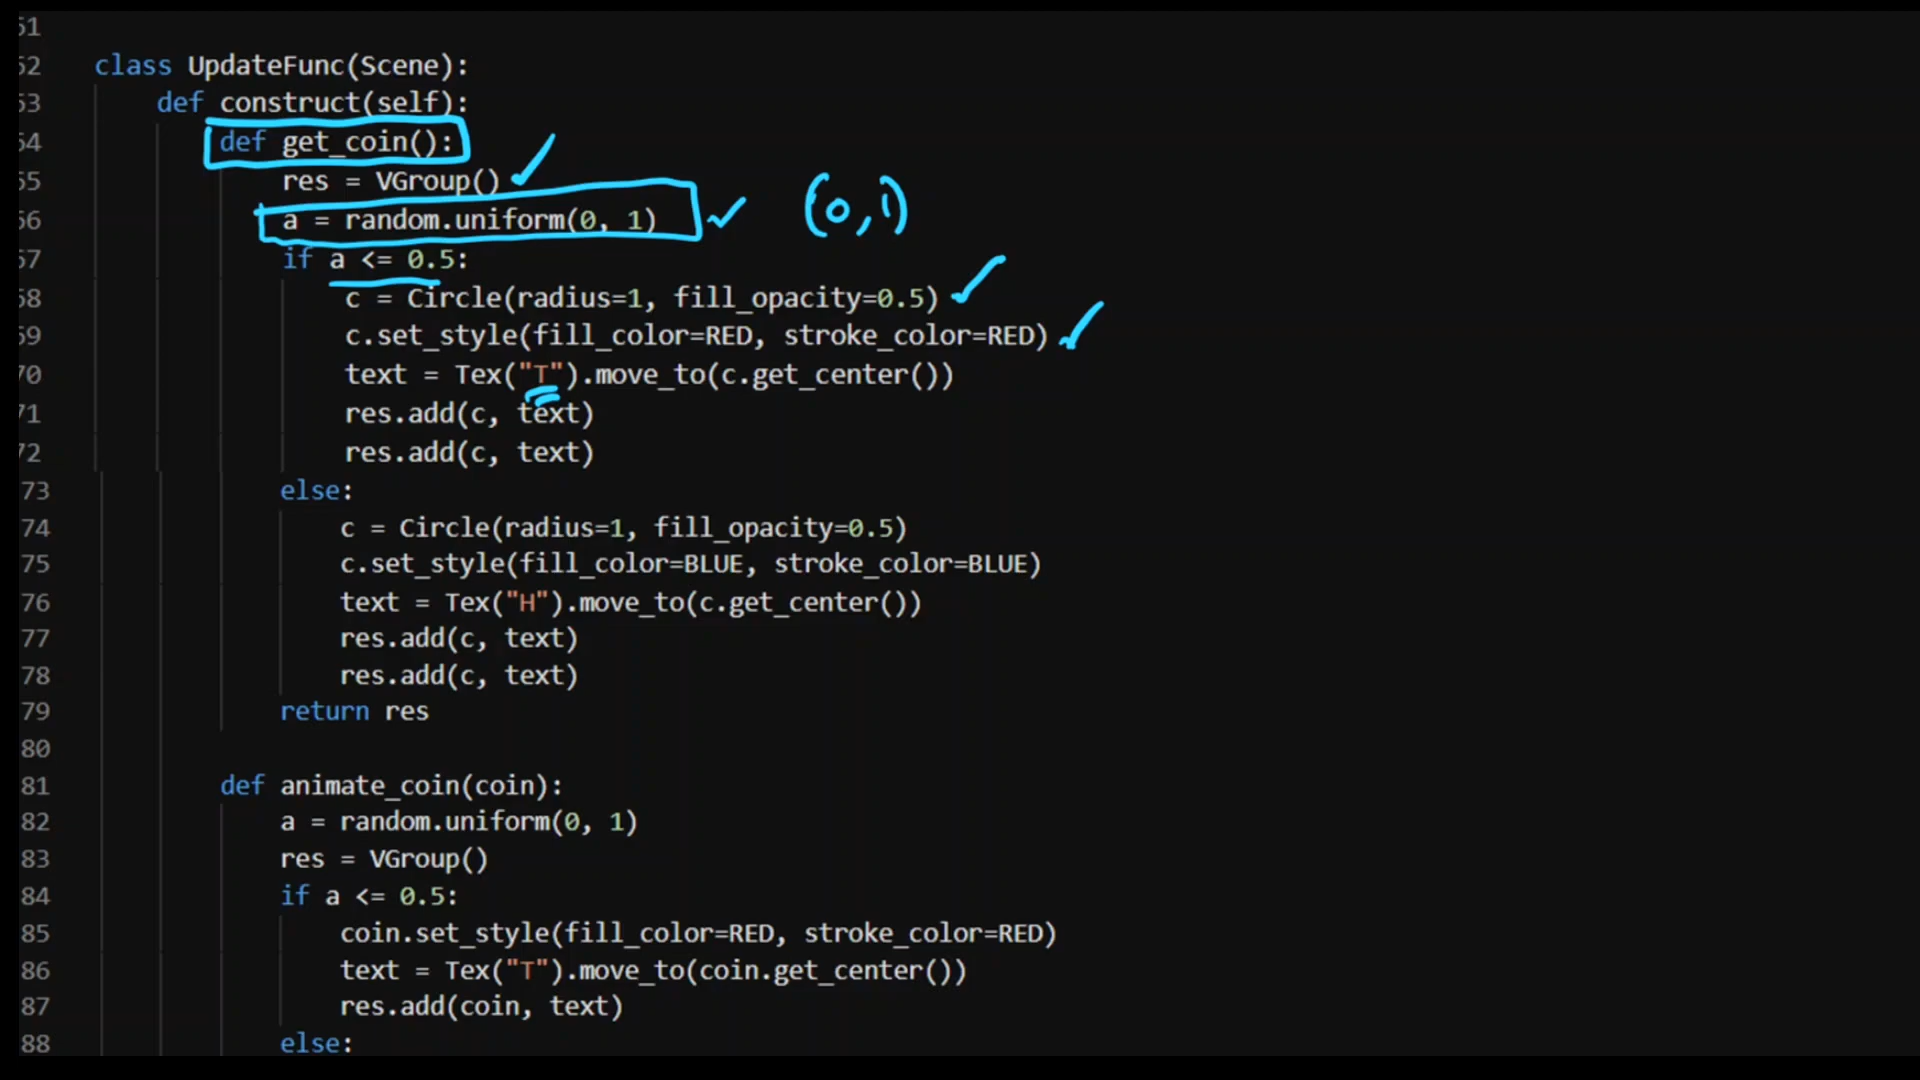 51
52 class UpdateFunc(Scene):
53 def construct(self):
54 def get_coin():
55 res = VGroup()
56 a = random.uniform(0, 1) (0,1)
57 if a <= 0.5:
58 c = Circle(radius=1, fill_opacity=0.5)
59 c.set_style(fill_color=RED, stroke_color=RED)
70 text = Tex("T").move_to(c.get_center())
71 res.add(c, text)
72 res.add(c, text)
73 else:
74 c = Circle(radius=1, fill_opacity=0.5)
75 c.set_style(fill_color=BLUE, stroke_color=BLUE)
76 text = Tex("H").move_to(c.get_center())
77 res.add(c, text)
78 res.add(c, text)
79 return res
80
81 def animate_coin(coin):
82 a = random.uniform(0, 1)
83 res = VGroup()
84 if a <= 0.5:
85 coin.set_style(fill_color=RED, stroke_color=RED)
86 text = Tex("T").move_to(coin.get_center())
87 res.add(coin, text)
88 else: